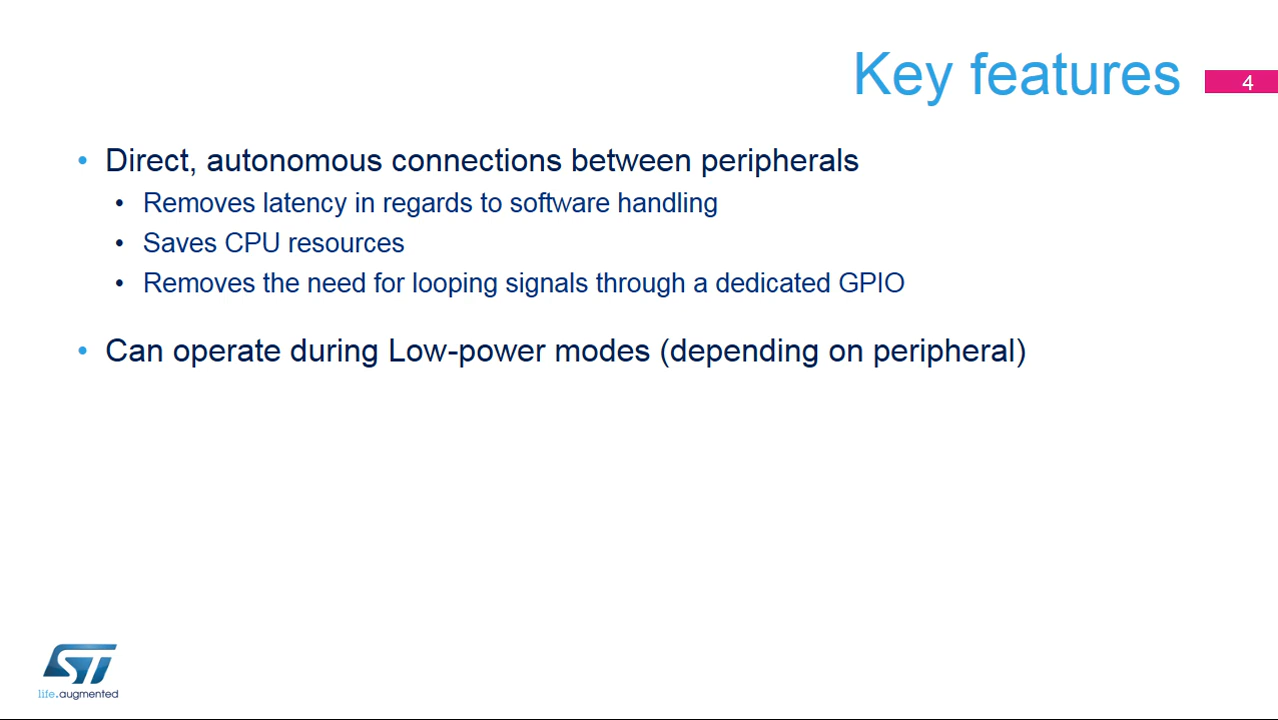 Key features
4
• Direct, autonomous connections between peripherals
• Removes latency in regards to software handling
• Saves CPU resources
• Removes the need for looping signals through a dedicated GPIO
• Can operate during Low-power modes (depending on peripheral)
ST
life.augmented